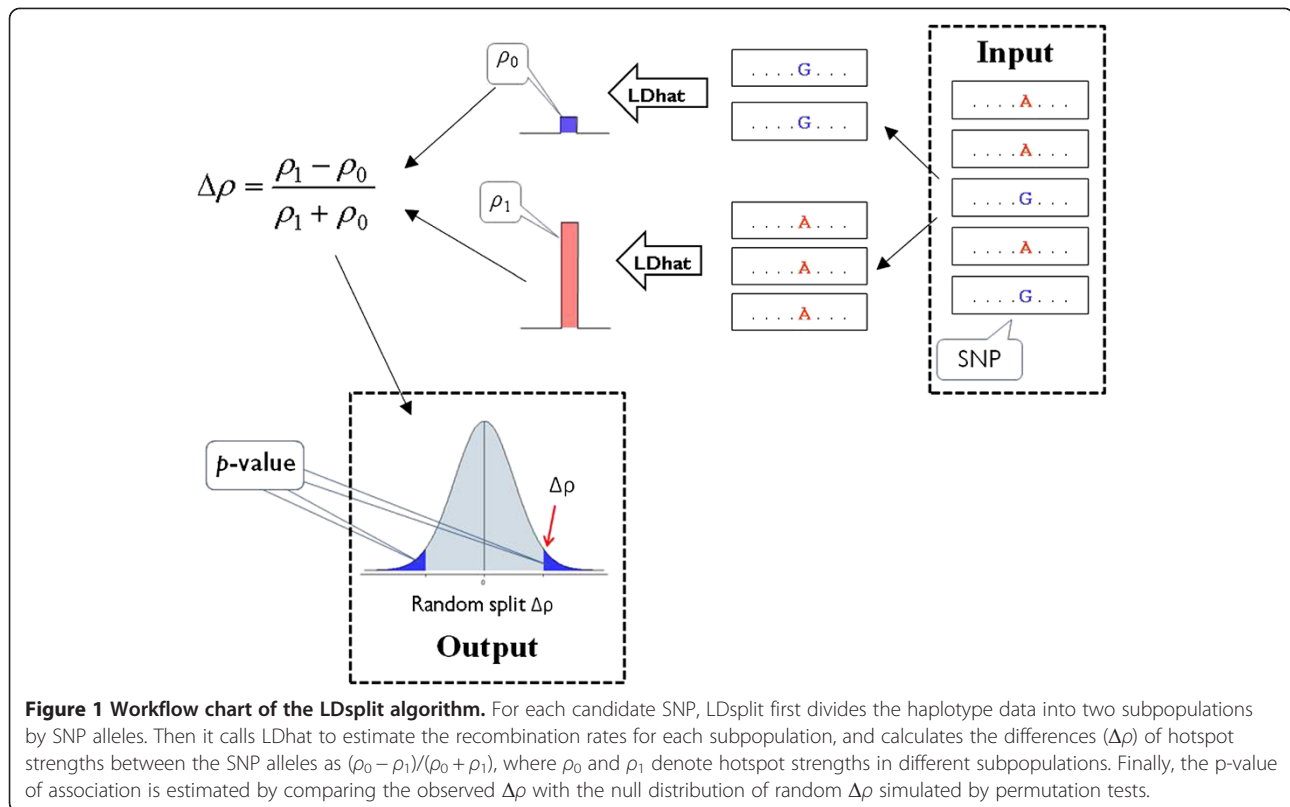 Input
. . . . A . . .
. . . . A . . .
. . . . G . . .
. . . . A . . .
. . . . G . . .
SNP
. . . . G . . .
. . . . G . . .
LDhat
ρ0
. . . . A . . .
. . . . A . . .
. . . . A . . .
LDhat
ρ1
Δρ = (ρ1 − ρ0) / (ρ1 + ρ0)
p-value
Δρ
0
Random split Δρ
Output
Figure 1 Workflow chart of the LDsplit algorithm. For each candidate SNP, LDsplit first divides the haplotype data into two subpopulations
by SNP alleles. Then it calls LDhat to estimate the recombination rates for each subpopulation, and calculates the differences (Δρ) of hotspot
strengths between the SNP alleles as (ρ0 − ρ1)/(ρ0 + ρ1), where ρ0 and ρ1 denote hotspot strengths in different subpopulations. Finally, the p-value
of association is estimated by comparing the observed Δρ with the null distribution of random Δρ simulated by permutation tests.